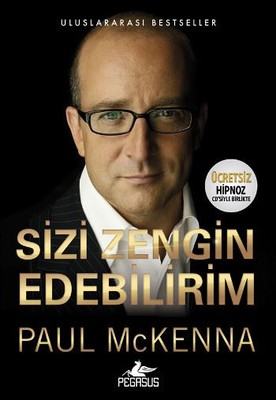 ULUSLARARASI BESTSELLER
ÜCRETSİZ
HİPNOZ
CD'SİYLE BİRLİKTE
SİZİ ZENGİN
EDEBİLİRİM
PAUL McKENNA
PEGASUS